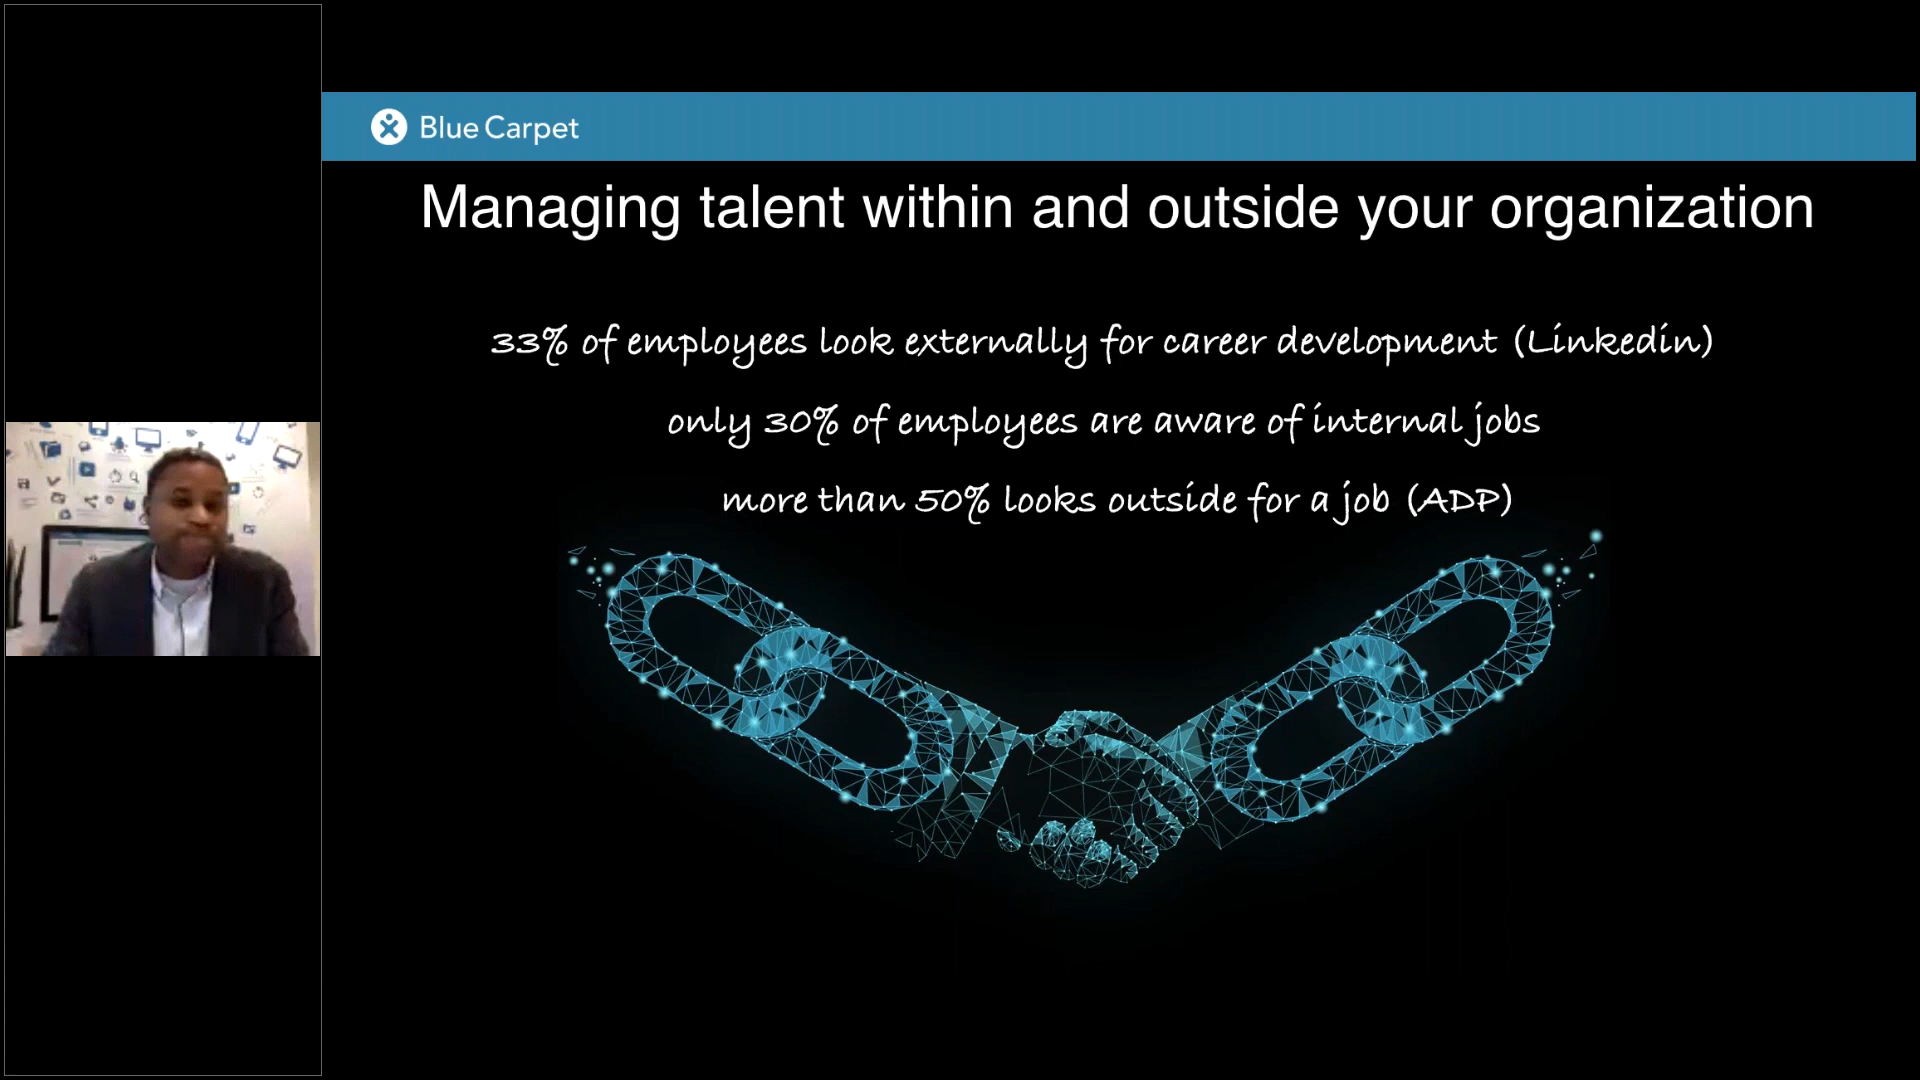 Blue Carpet
Managing talent within and outside your organization
33% of employees look externally for career development (Linkedin)
only 30% of employees are aware of internal jobs
more than 50% looks outside for a job (ADP)